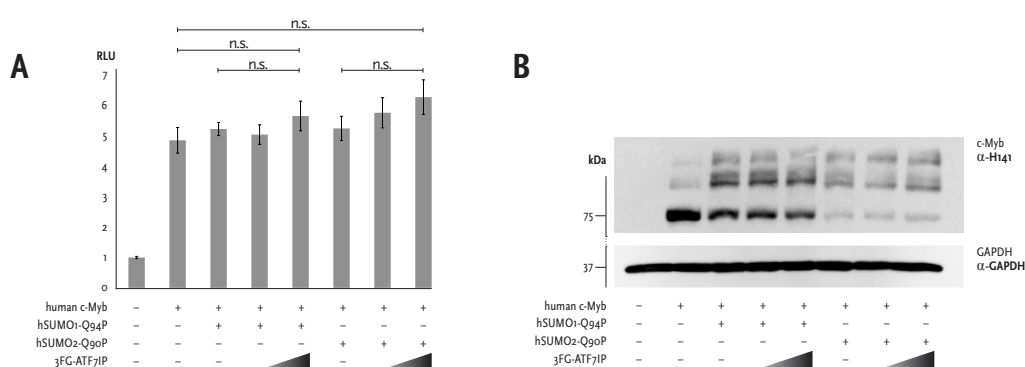 A
RLU
n.s.
n.s.
n.s. n.s.
7
6
5
4
3
2
1
0
human c-Myb – + + + + + + +
hSUMO1-Q94P – – + + + – – –
hSUMO2-Q90P – – – – – + + +
3FG-ATF7IP – – – –
B
kDa
75
37
c-Myb
α-H141
GAPDH
α-GAPDH
human c-Myb – + + + + + + +
hSUMO1-Q94P – – + + + – – –
hSUMO2-Q90P – – – – – + + +
3FG-ATF7IP – – – –